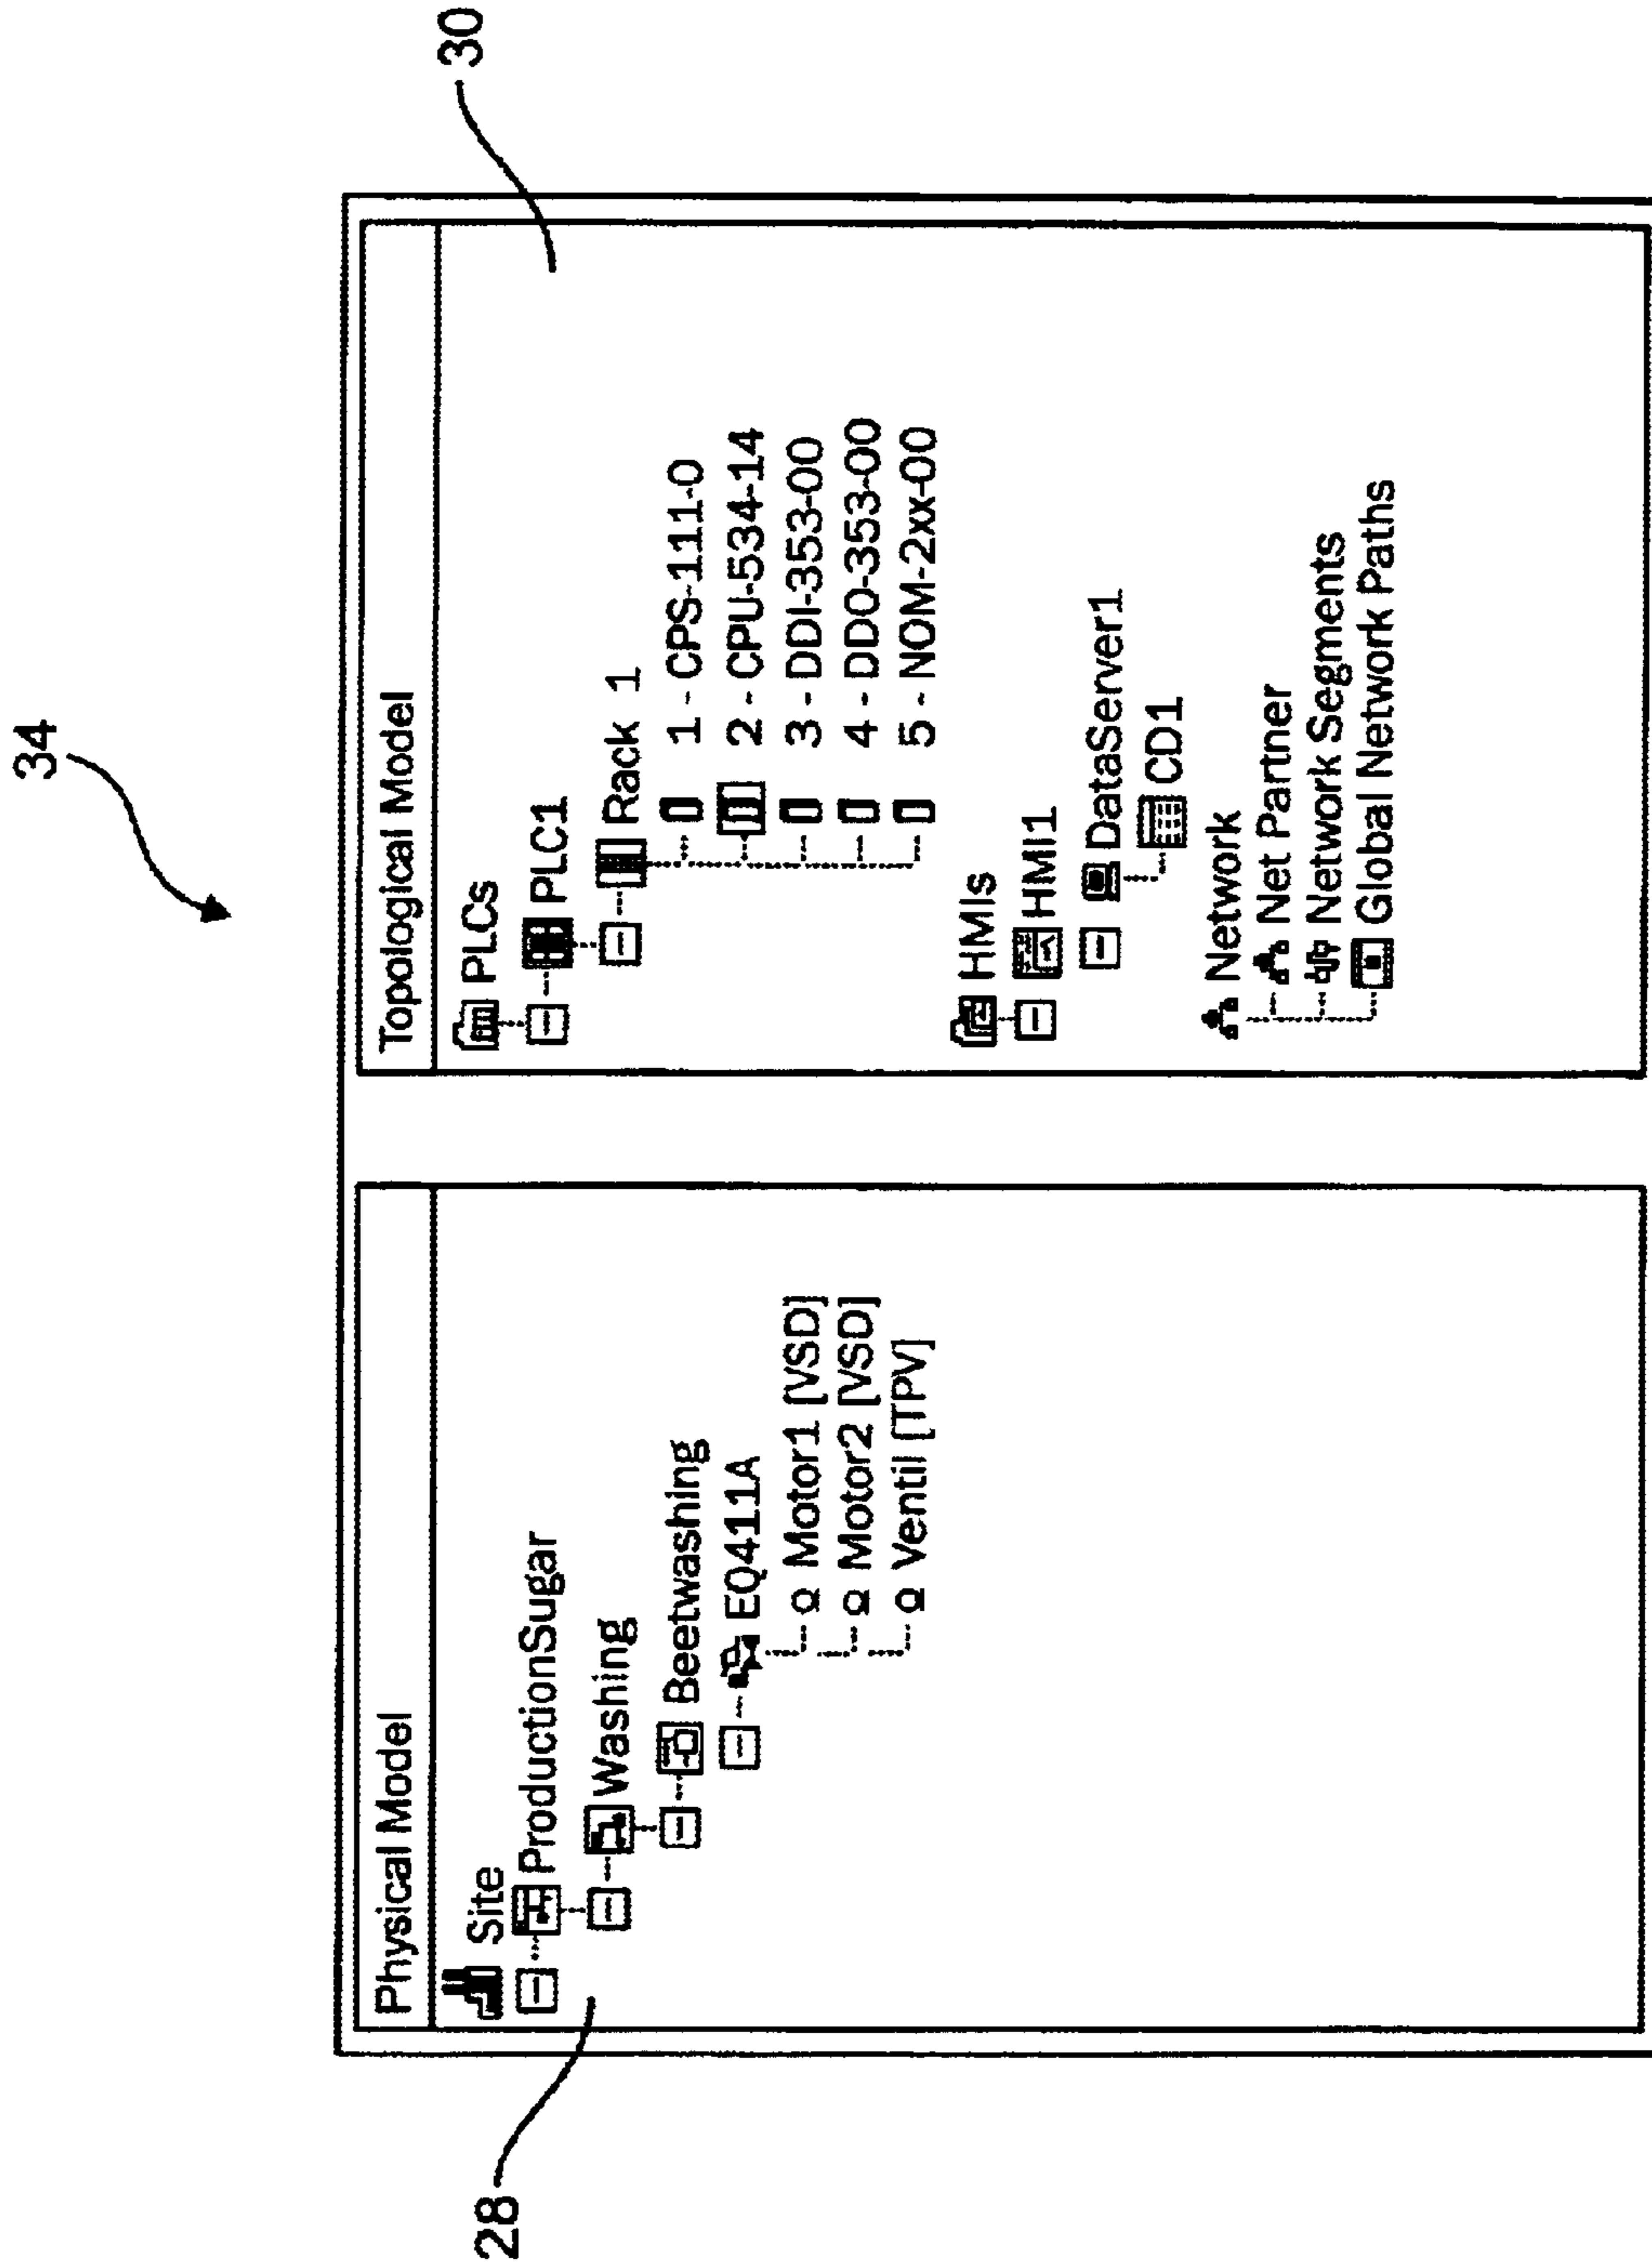 34
28
30
Physical Model
Site
ProductionSugar
Washing
Beetwashing
EQ411A
Motor1 [VSD]
Motor2 [VSD]
Ventil [TPV]
Topological Model
PLCs
PLC1
Rack 1
1 - CPS-111-0
2 - CPU-534-14
3 - DDI-353-00
4 - DDO-353-00
5 - NOM-2xx-00
HMIs
HMI1
DataServer1
CD1
Network
Net Partner
Network Segments
Global Network Paths